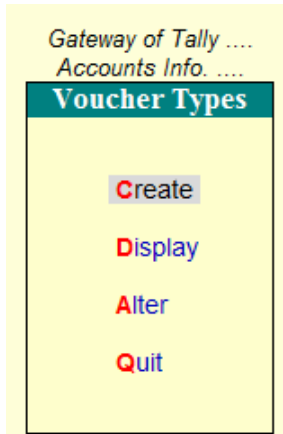 Gateway of Tally ....
Accounts Info. ....
Voucher Types
Create
Display
Alter
Quit